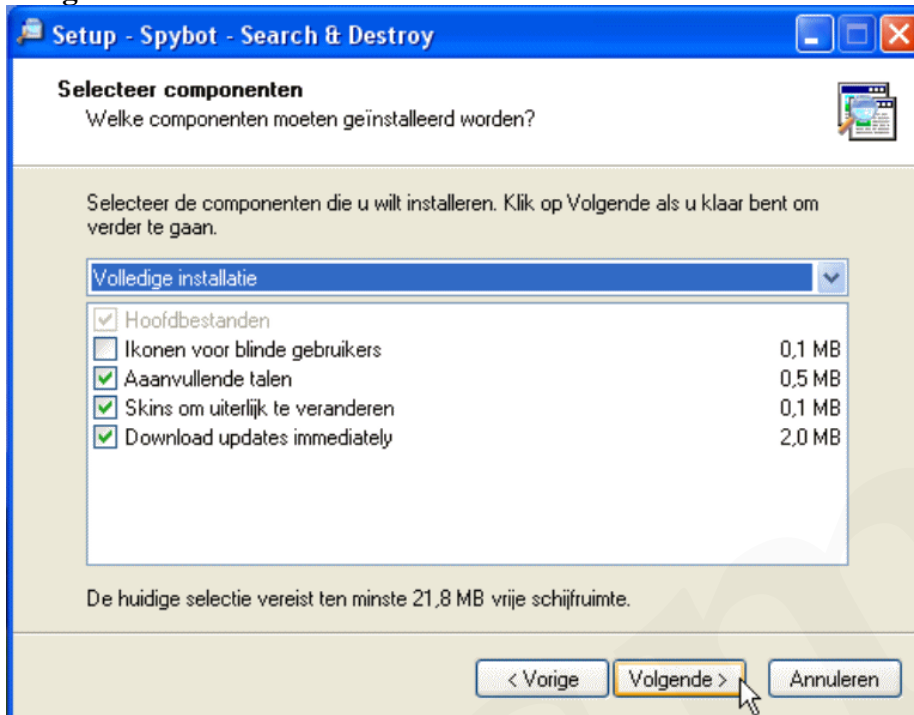 Setup - Spybot - Search & Destroy
Selecteer componenten
Welke componenten moeten geïnstalleerd worden?
Selecteer de componenten die u wilt installeren. Klik op Volgende als u klaar bent om
verder te gaan.
Volledige installatie
Hoofdbestanden
Ikonen voor blinde gebruikers 0,1 MB
Aaanvullende talen 0,5 MB
Skins om uiterlijk te veranderen 0,1 MB
Download updates immediately 2,0 MB
De huidige selectie vereist ten minste 21,8 MB vrije schijfruimte.
< Vorige Volgende > Annuleren